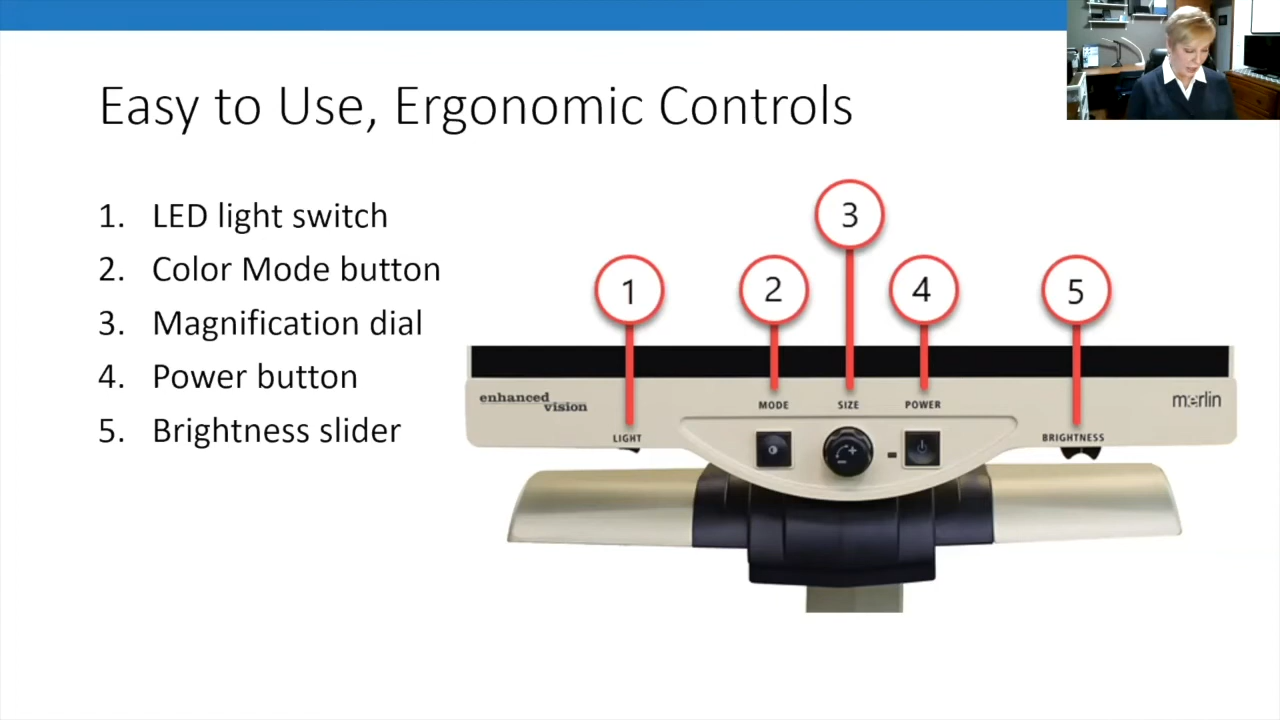 Easy to Use, Ergonomic Controls
1. LED light switch
2. Color Mode button
3. Magnification dial
4. Power button
5. Brightness slider
3
1
2
4
5
enhanced
vision
MODE
SIZE
POWER
merlin
LIGHT
BRIGHTNESS
+
-